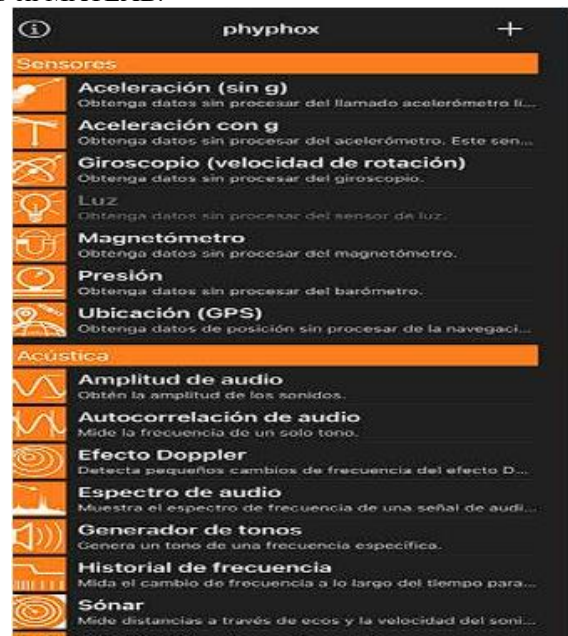 phyphox
Sensores
Aceleración (sin g)
Obtenga datos sin procesar del llamado acelerómetro li...
Aceleración con g
Obtenga datos sin procesar del acelerómetro. Este sen...
Giroscopio (velocidad de rotación)
Obtenga datos sin procesar del giroscopio.
Luz
Obtenga datos sin procesar del sensor de luz.
Magnetómetro
Obtenga datos sin procesar del magnetómetro.
Presión
Obtenga datos sin procesar del barómetro.
Ubicación (GPS)
Obtenga datos de posición sin procesar de la navegaci...
Acústica
Amplitud de audio
Obtén la amplitud de los sonidos.
Autocorrelación de audio
Mide la frecuencia de un solo tono.
Efecto Doppler
Detecta pequeños cambios de frecuencia del efecto D...
Espectro de audio
Muestra el espectro de frecuencia de una señal de audi...
Generador de tonos
Genera un tono de una frecuencia específica.
Historial de frecuencia
Mida el cambio de frecuencia a lo largo del tiempo para...
Sónar
Mide distancias a través de ecos y la velocidad del soni...